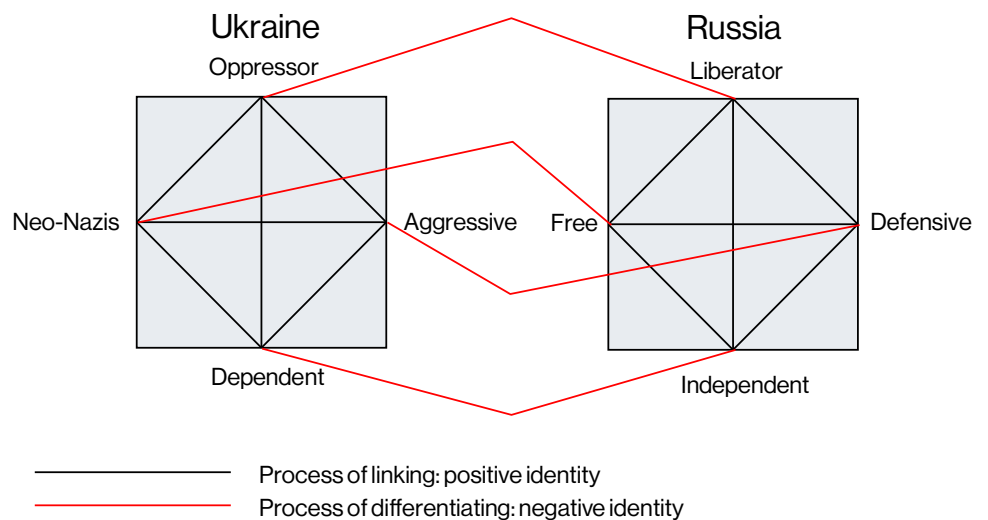 Ukraine
Oppressor
Neo-Nazis
Aggressive
Dependent
Russia
Liberator
Free
Defensive
Independent
Process of linking: positive identity
Process of differentiating: negative identity